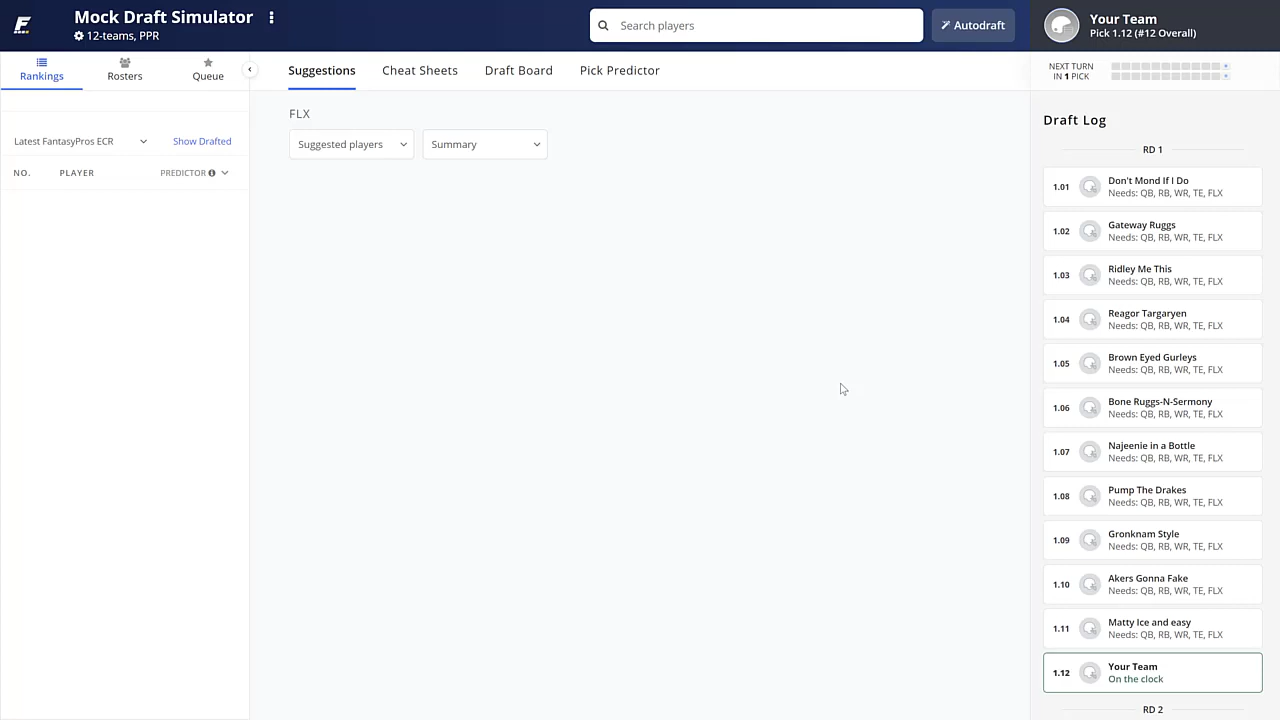 Mock Draft Simulator
12-teams, PPR
Search players
Autodraft
Your Team
Pick 1.12 (#12 Overall)
Rankings
Rosters
Queue
Suggestions
Cheat Sheets
Draft Board
Pick Predictor
NEXT TURN
IN 1 PICK
Latest FantasyPros ECR
Show Drafted
NO.
PLAYER
PREDICTOR
FLX
Suggested players
Summary
Draft Log
RD 1
1.01
Don't Mond If I Do
Needs: QB, RB, WR, TE, FLX
1.02
Gateway Ruggs
Needs: QB, RB, WR, TE, FLX
1.03
Ridley Me This
Needs: QB, RB, WR, TE, FLX
1.04
Reagor Targaryen
Needs: QB, RB, WR, TE, FLX
1.05
Brown Eyed Gurleys
Needs: QB, RB, WR, TE, FLX
1.06
Bone Ruggs-N-Sermony
Needs: QB, RB, WR, TE, FLX
1.07
Najeenie in a Bottle
Needs: QB, RB, WR, TE, FLX
1.08
Pump The Drakes
Needs: QB, RB, WR, TE, FLX
1.09
Gronknam Style
Needs: QB, RB, WR, TE, FLX
1.10
Akers Gonna Fake
Needs: QB, RB, WR, TE, FLX
1.11
Matty Ice and easy
Needs: QB, RB, WR, TE, FLX
1.12
Your Team
On the clock
RD 2